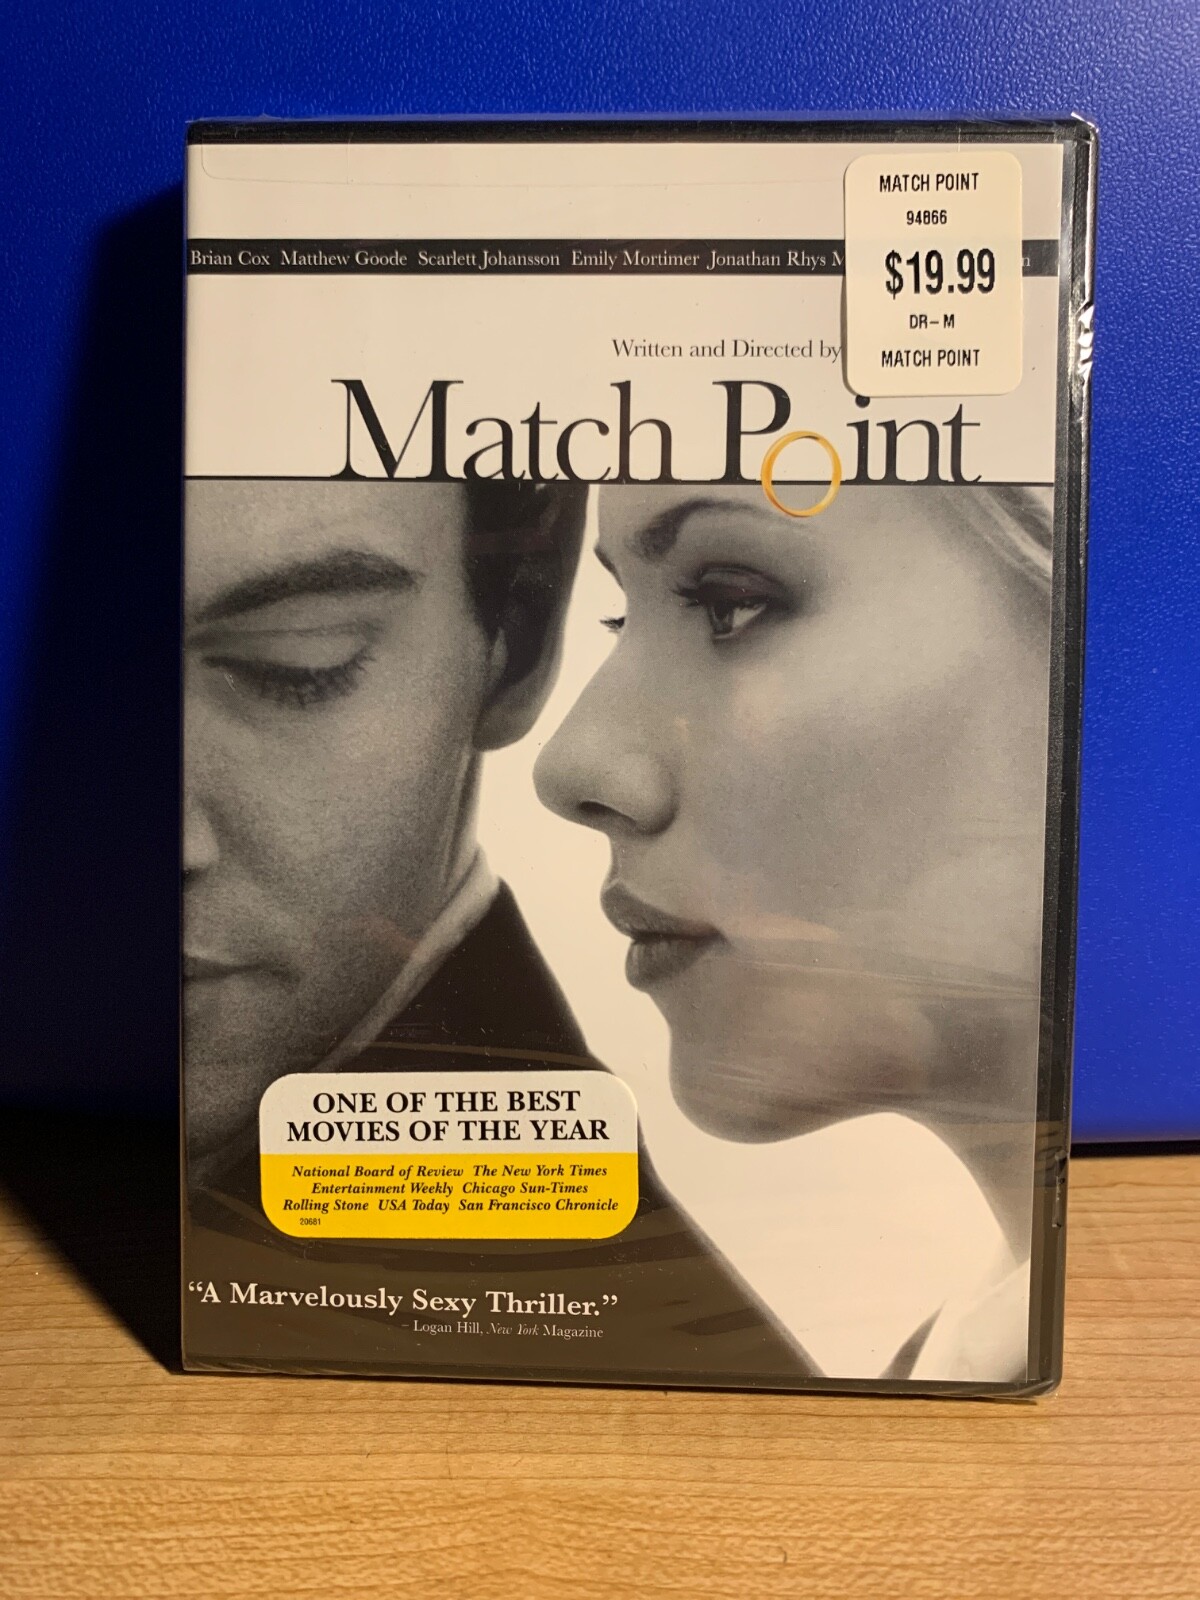 MATCH POINT
94866
$19.99
DR-M
MATCH POINT
Brian Cox Matthew Goode Scarlett Johansson Emily Mortimer Jonathan Rhys
Written and Directed by
Match Point
ONE OF THE BEST
MOVIES OF THE YEAR
National Board of Review The New York Times
Entertainment Weekly Chicago Sun-Times
Rolling Stone USA Today San Francisco Chronicle
20681
“A Marvelously Sexy Thriller.”
– Logan Hill, New York Magazine